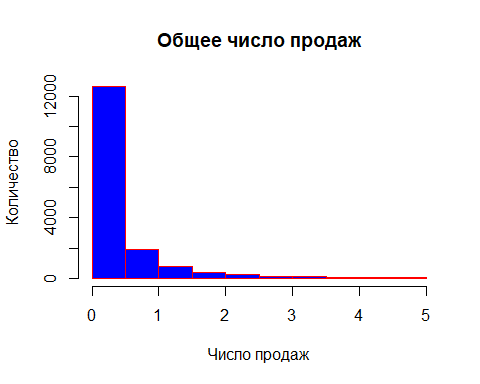 Общее число продаж
Количество
12000
8000
4000
0
0 1 2 3 4 5
Число продаж